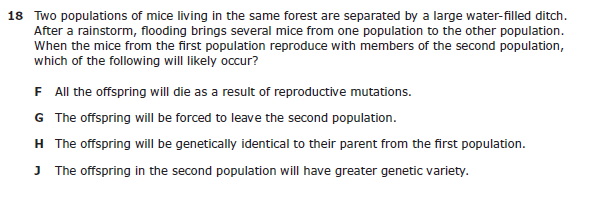 18 Two populations of mice living in the same forest are separated by a large water-filled ditch.
After a rainstorm, flooding brings several mice from one population to the other population.
When the mice from the first population reproduce with members of the second population,
which of the following will likely occur?
F All the offspring will die as a result of reproductive mutations.
G The offspring will be forced to leave the second population.
H The offspring will be genetically identical to their parent from the first population.
J The offspring in the second population will have greater genetic variety.